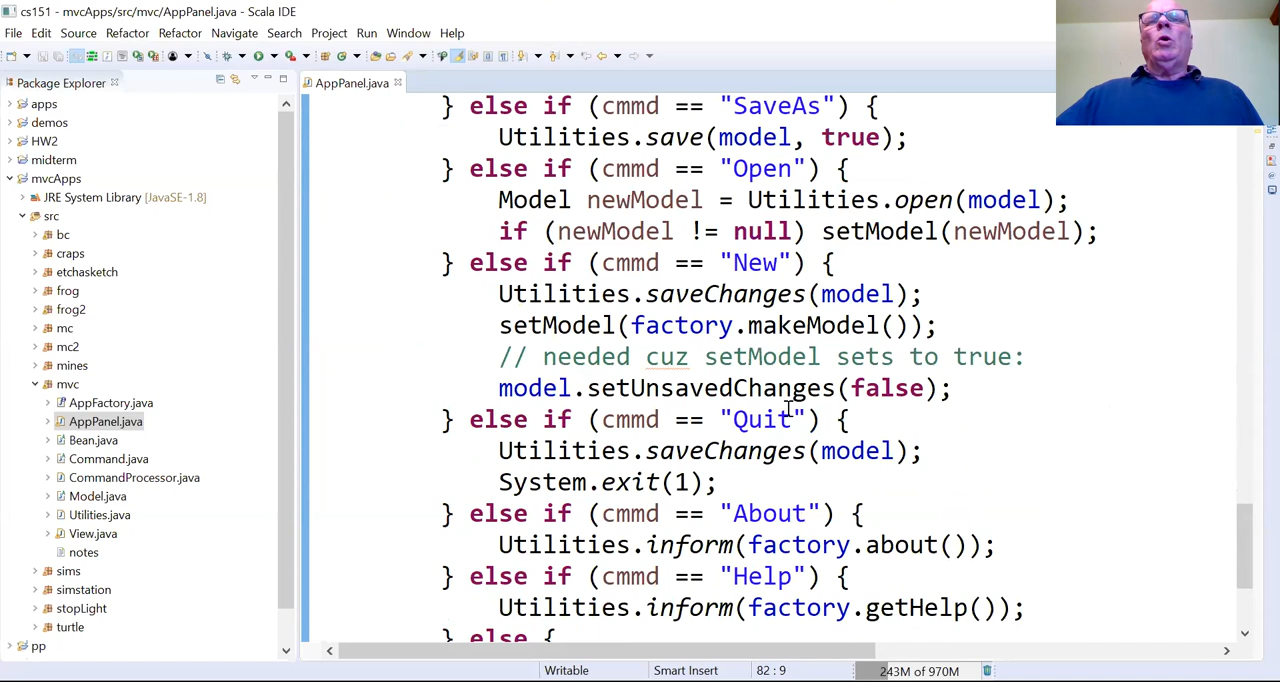 cs151 - mvcApps/src/mvc/AppPanel.java - Scala IDE
File Edit Source Refactor Refactor Navigate Search Project Run Window Help
Package Explorer
AppPanel.java
apps
demos
HW2
midterm
mvcApps
JRE System Library [JavaSE-1.8]
src
bc
craps
etchasketch
frog
frog2
mc
mc2
mines
mvc
AppFactory.java
AppPanel.java
Bean.java
Command.java
CommandProcessor.java
Model.java
Utilities.java
View.java
notes
sims
simstation
stopLight
turtle
pp
} else if (cmmd == "SaveAs") {
Utilities.save(model, true);
} else if (cmmd == "Open") {
Model newModel = Utilities.open(model);
if (newModel != null) setModel(newModel);
} else if (cmmd == "New") {
Utilities.saveChanges(model);
setModel(factory.makeModel());
// needed cuz setModel sets to true:
model.setUnsavedChanges(false);
} else if (cmmd == "Quit") {
Utilities.saveChanges(model);
System.exit(1);
} else if (cmmd == "About") {
Utilities.inform(factory.about());
} else if (cmmd == "Help") {
Utilities.inform(factory.getHelp());
} else {
Writable Smart Insert 82 : 9 243M of 970M